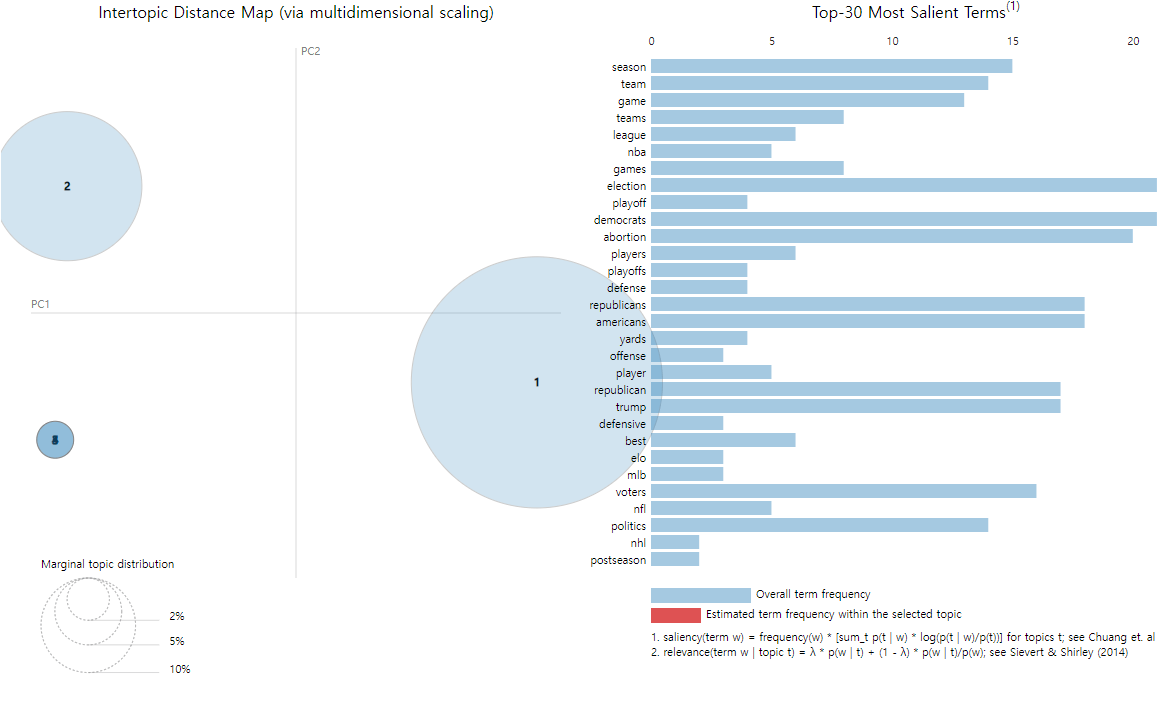 Intertopic Distance Map (via multidimensional scaling)
PC2
PC1
2
1
Marginal topic distribution
2%
5%
10%
Top-30 Most Salient Terms(1)
0 5 10 15 20
season
team
game
teams
league
nba
games
election
playoff
democrats
abortion
players
playoffs
defense
republicans
americans
yards
offense
player
republican
trump
defensive
best
elo
mlb
voters
nfl
politics
nhl
postseason
Overall term frequency
Estimated term frequency within the selected topic
1. saliency(term w) = frequency(w) * [sum_t p(t | w) * log(p(t | w)/p(t))] for topics t; see Chuang et. al
2. relevance(term w | topic t) = λ * p(w | t) + (1 - λ) * p(w | t)/p(w); see Sievert & Shirley (2014)